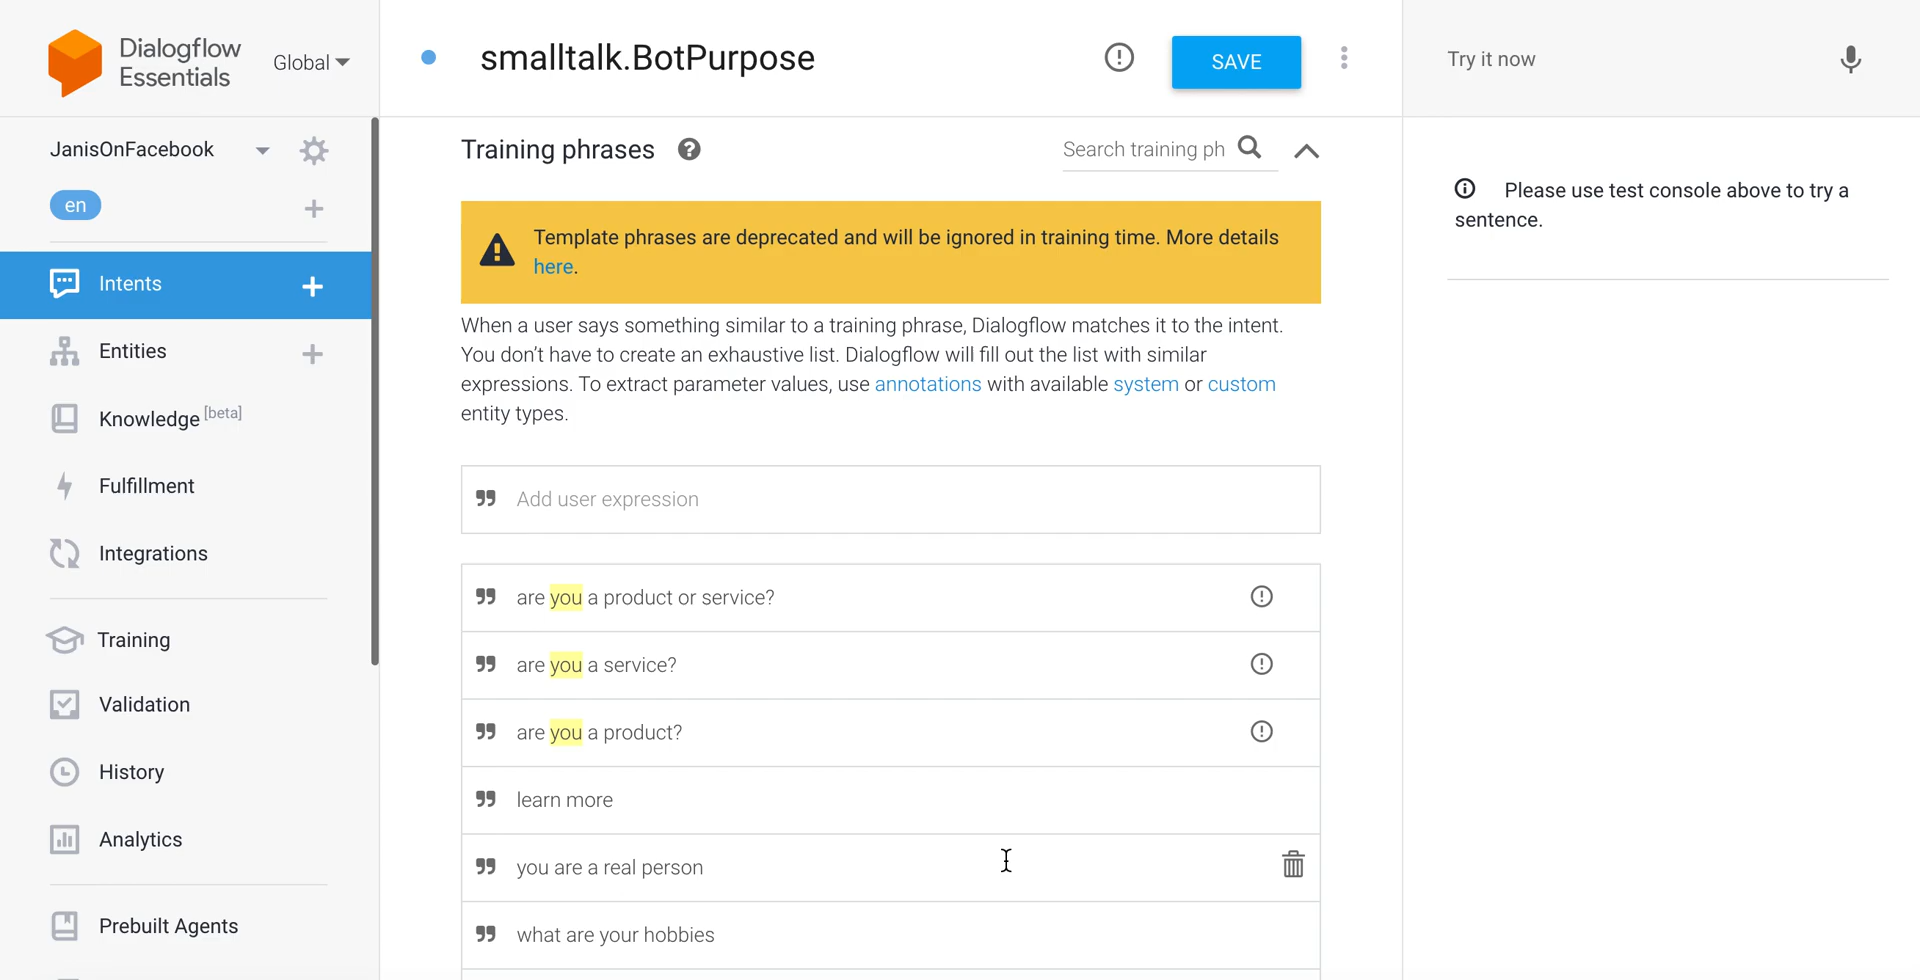 Dialogflow
Essentials
Global
smalltalk.BotPurpose
SAVE
Try it now
JanisOnFacebook
en
Intents
Entities
Knowledge [beta]
Fulfillment
Integrations
Training
Validation
History
Analytics
Prebuilt Agents
Training phrases
Search training ph
Template phrases are deprecated and will be ignored in training time. More details
here.
When a user says something similar to a training phrase, Dialogflow matches it to the intent.
You don’t have to create an exhaustive list. Dialogflow will fill out the list with similar
expressions. To extract parameter values, use annotations with available system or custom
entity types.
Add user expression
are you a product or service?
are you a service?
are you a product?
learn more
you are a real person
what are your hobbies
Please use test console above to try a
sentence.